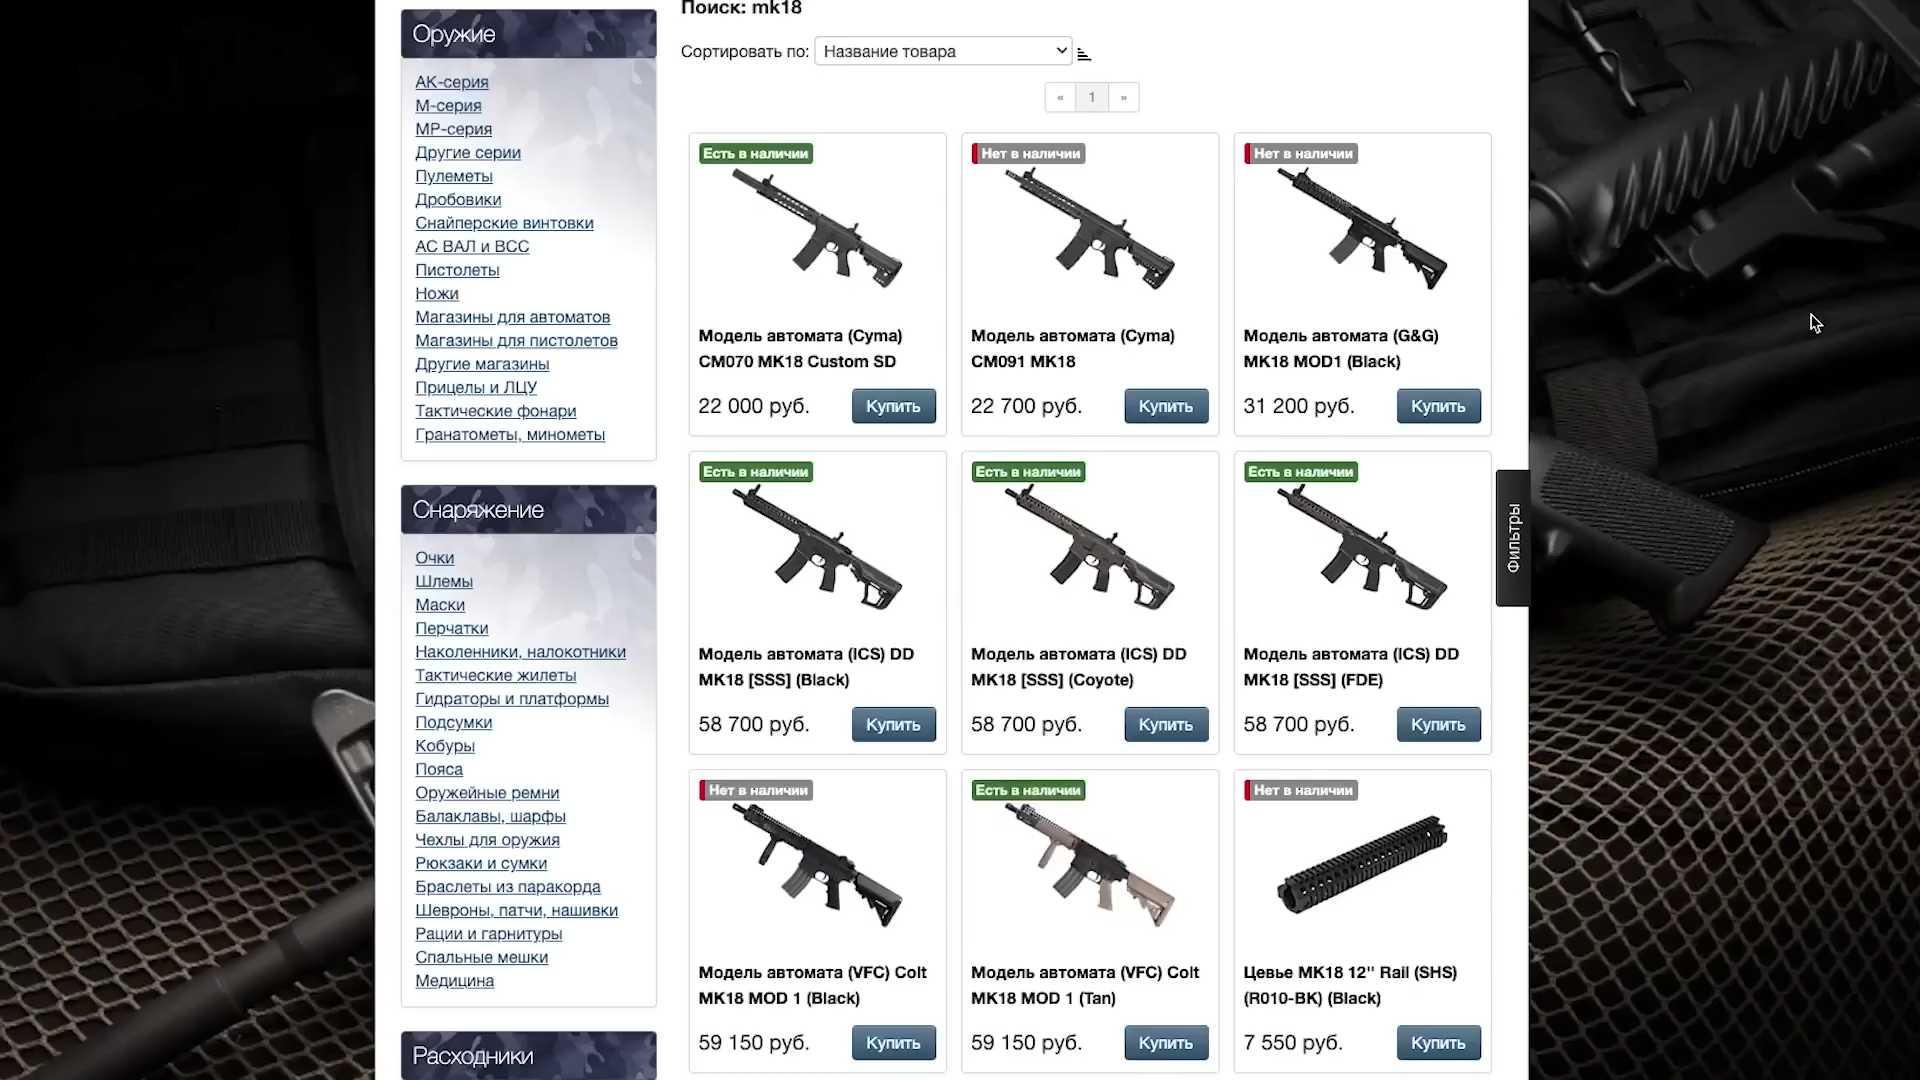 Оружие
АК-серия
М-серия
МР-серия
Другие серии
Пулеметы
Дробовики
Снайперские винтовки
АС ВАЛ и ВСС
Пистолеты
Ножи
Магазины для автоматов
Магазины для пистолетов
Другие магазины
Прицелы и ЛЦУ
Тактические фонари
Гранатометы, минометы
Снаряжение
Очки
Шлемы
Маски
Перчатки
Наколенники, налокотники
Тактические жилеты
Гидраторы и платформы
Подсумки
Кобуры
Пояса
Оружейные ремни
Балаклавы, шарфы
Чехлы для оружия
Рюкзаки и сумки
Браслеты из паракорда
Шевроны, патчи, нашивки
Рации и гарнитуры
Спальные мешки
Медицина
Расходники
Поиск: mk18
Сортировать по: Название товара
« 1 »
Есть в наличии
Модель автомата (Cyma)
CM070 MK18 Custom SD
22 000 руб. Купить
Нет в наличии
Модель автомата (Cyma)
CM091 MK18
22 700 руб. Купить
Нет в наличии
Модель автомата (G&G)
MK18 MOD1 (Black)
31 200 руб. Купить
Есть в наличии
Модель автомата (ICS) DD
MK18 [SSS] (Black)
58 700 руб. Купить
Есть в наличии
Модель автомата (ICS) DD
MK18 [SSS] (Coyote)
58 700 руб. Купить
Есть в наличии
Модель автомата (ICS) DD
MK18 [SSS] (FDE)
58 700 руб. Купить
Нет в наличии
Модель автомата (VFC) Colt
MK18 MOD 1 (Black)
59 150 руб. Купить
Есть в наличии
Модель автомата (VFC) Colt
MK18 MOD 1 (Tan)
59 150 руб. Купить
Нет в наличии
Цевье MK18 12'' Rail (SHS)
(R010-BK) (Black)
7 550 руб. Купить
Фильтры